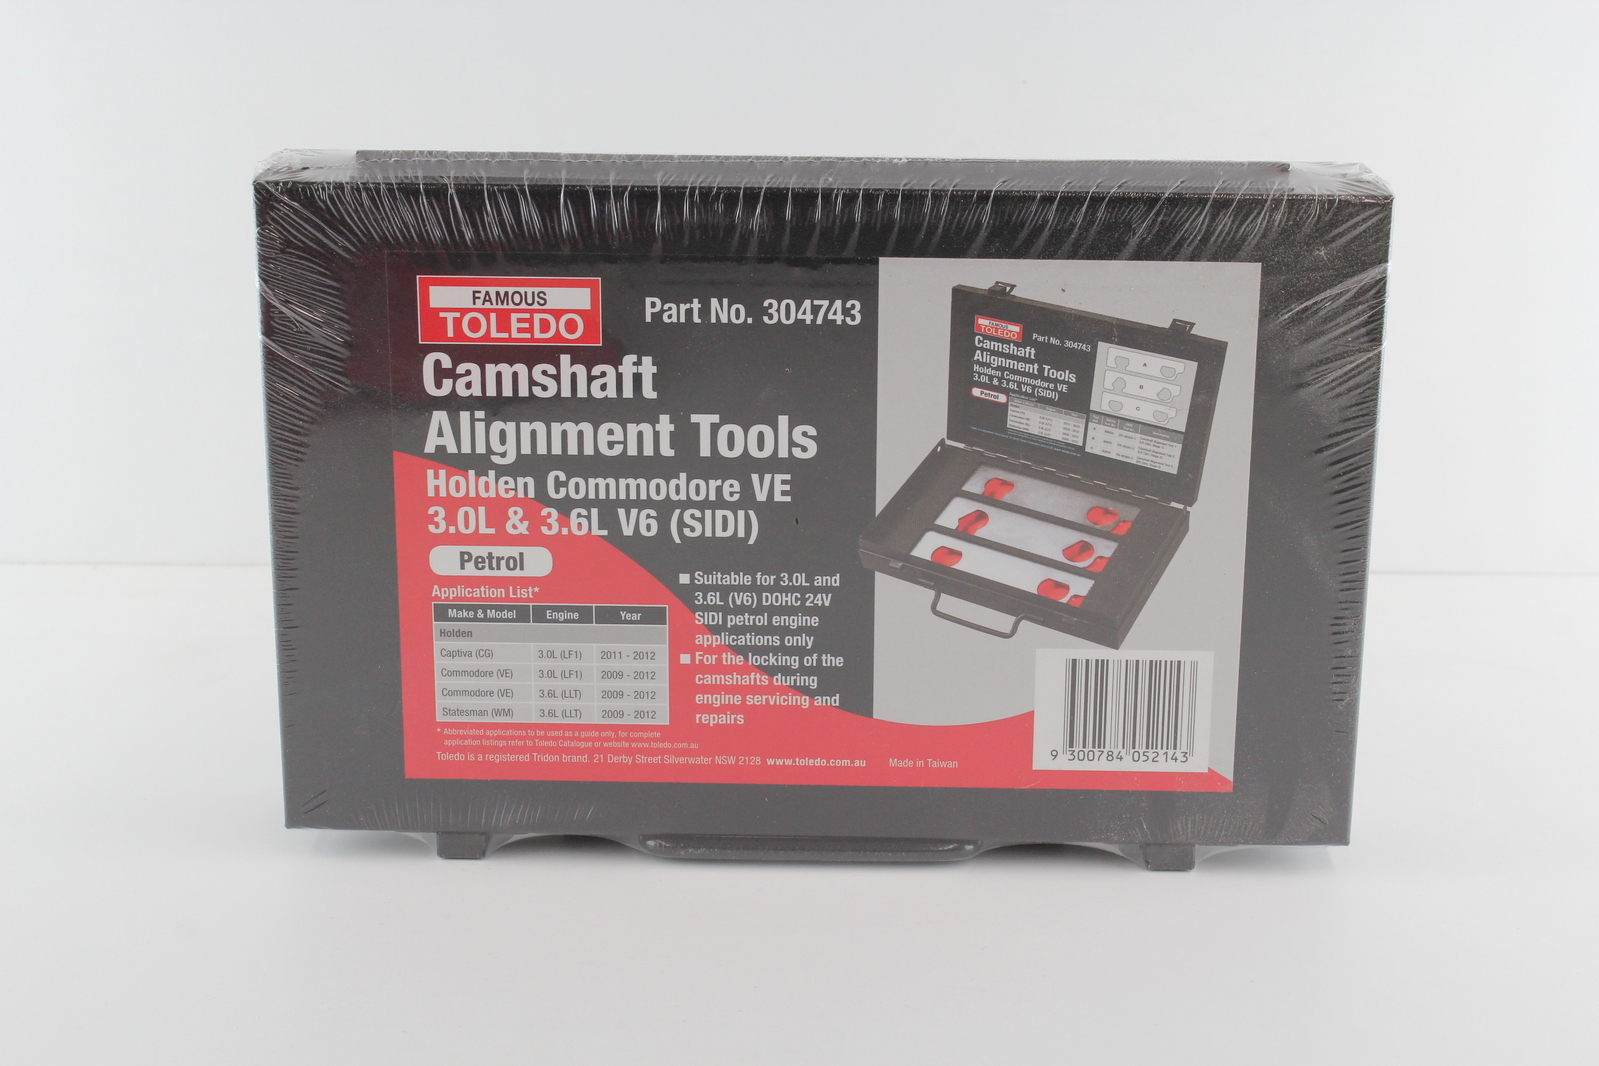 FAMOUS
TOLEDO
Part No. 304743
Camshaft
Alignment Tools
Holden Commodore VE
3.0L & 3.6L V6 (SIDI)
Petrol
Application List*
Make & Model Engine Year
Holden
Captiva (CG) 3.0L (LF1) 2011 - 2012
Commodore (VE) 3.0L (LF1) 2009 - 2012
Commodore (VE) 3.6L (LLT) 2009 - 2012
Statesman (WM) 3.6L (LLT) 2009 - 2012
* Abbreviated applications to be used as a guide only, for complete
application listings refer to Toledo Catalogue or website www.toledo.com.au
Toledo is a registered Tridon brand. 21 Derby Street Silverwater NSW 2128 www.toledo.com.au Made in Taiwan
■ Suitable for 3.0L and
3.6L (V6) DOHC 24V
SIDI petrol engine
applications only
■ For the locking of the
camshafts during
engine servicing and
repairs
FAMOUS
TOLEDO
Part No. 304743
Camshaft
Alignment Tools
Holden Commodore VE
3.0L & 3.6L V6 (SIDI)
Petrol
A
B
C
9 300784 052143